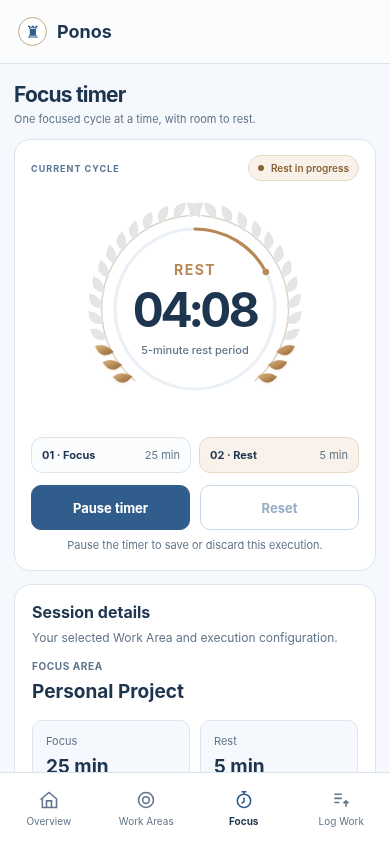 Ponos
Focus timer
One focused cycle at a time, with room to rest.
CURRENT CYCLE
Rest in progress
REST
04:08
5-minute rest period
01 · Focus 25 min
02 · Rest 5 min
Pause timer
Reset
Pause the timer to save or discard this execution.
Session details
Your selected Work Area and execution configuration.
FOCUS AREA
Personal Project
Focus
25 min
Rest
5 min
Overview
Work Areas
Focus
Log Work